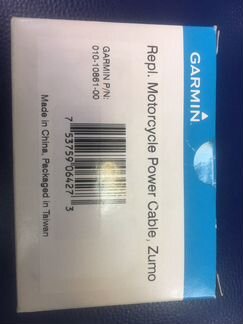 GARMIN
Repl. Motorcycle Power Cable, Zumo
GARMIN P/N:
010-10861-00
7 53759 06427 3
Made in China, Packaged in Taiwan